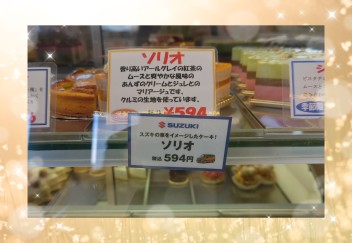 ソリオ
香り高いアールグレイの紅茶の
ムースと爽やかな風味の
あんずのクリームとジュレとの
マリアージュです。
クルミの生地を使っています。
¥594
SUZUKI
スズキの車をイメージしたケーキ!
ソリオ
税込 594円